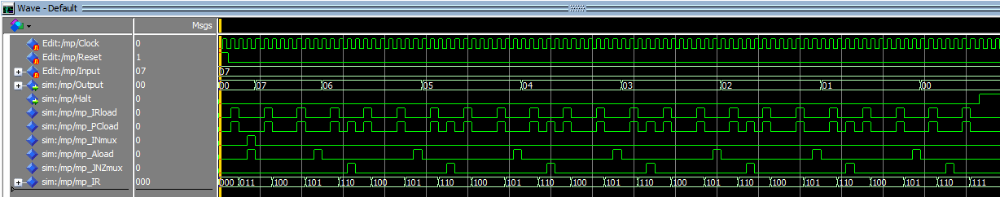 Wave - Default
Msgs
Edit:/mp/Clock 0
Edit:/mp/Reset 1
Edit:/mp/Input 07 07
sim:/mp/Output 00 00 07 06 05 04 03 02 01 00
sim:/mp/Halt 0
sim:/mp/mp_IRload 0
sim:/mp/mp_PCload 0
sim:/mp/mp_INmux 0
sim:/mp/mp_Aload 0
sim:/mp/mp_JNZmux 0
sim:/mp/mp_IR 000 000 011 100 101 110 100 101 110 100 101 110 100 101 110 100 101 110 100 101 110 100 101 110 111